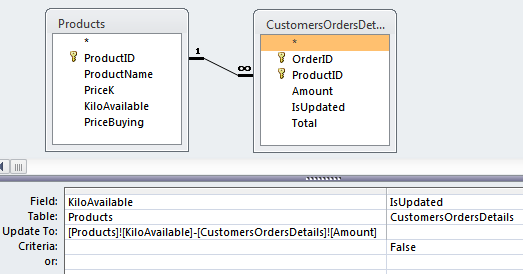 Products
*
ProductID
ProductName
PriceK
KiloAvailable
PriceBuying
1
∞
CustomersOrdersDet...
*
OrderID
ProductID
Amount
IsUpdated
Total
Field: KiloAvailable IsUpdated
Table: Products CustomersOrdersDetails
Update To: [Products]![KiloAvailable]-[CustomersOrdersDetails]![Amount]
Criteria: False
or: